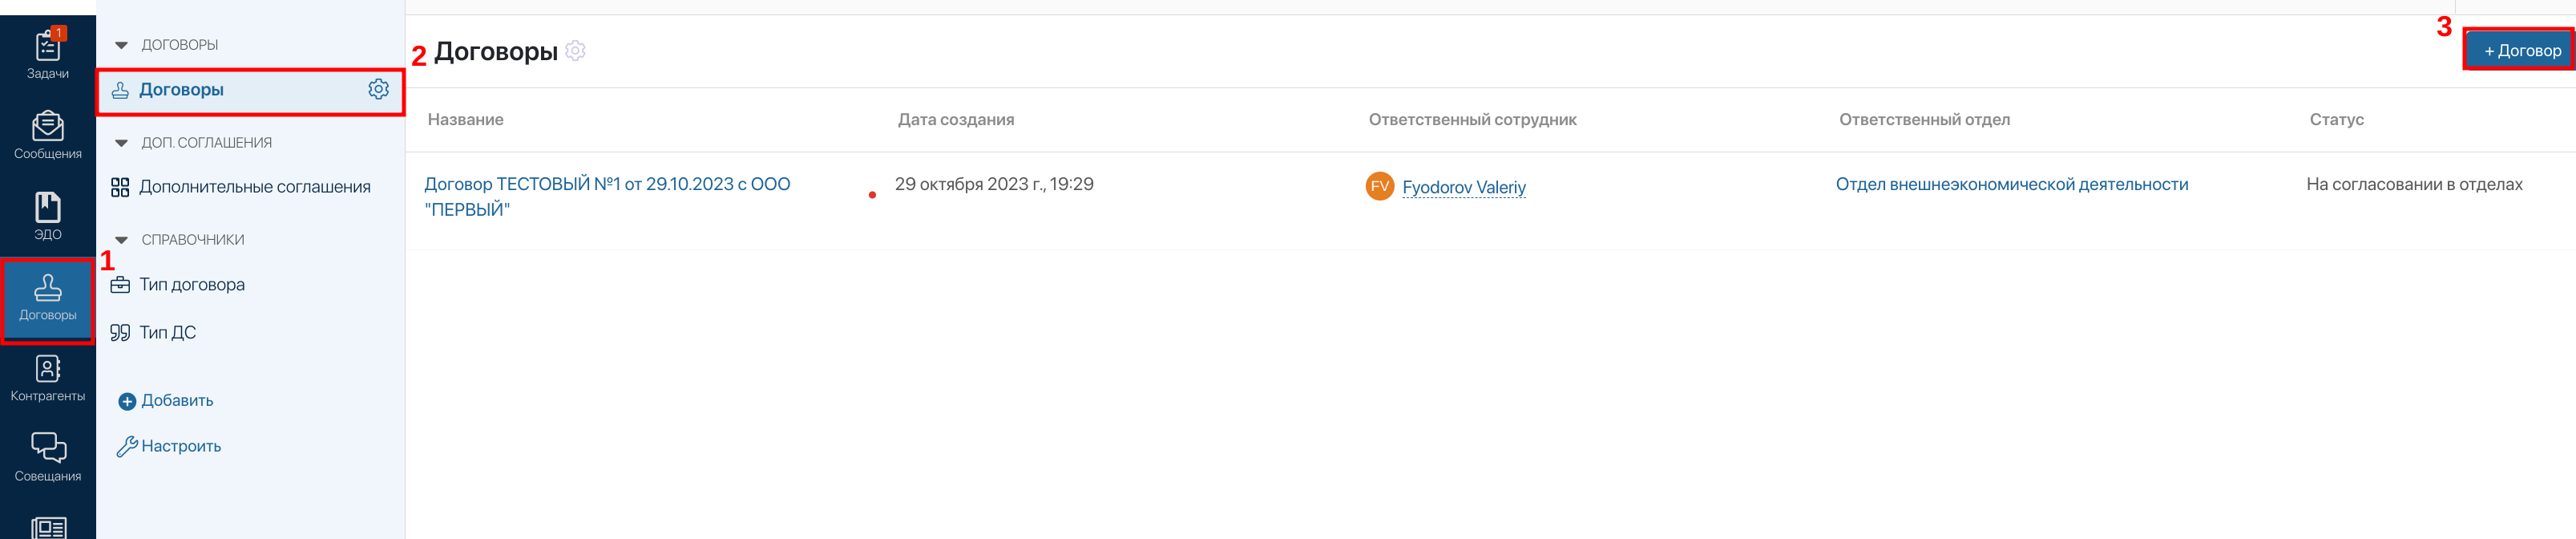 1
Задачи
Сообщения
ЭДО
1
Договоры
Контрагенты
Совещания
ДОГОВОРЫ
Договоры
ДОП. СОГЛАШЕНИЯ
Дополнительные соглашения
СПРАВОЧНИКИ
Тип договора
Тип ДС
Добавить
Настроить
2
Договоры
3
+ Договор
Название
Дата создания
Ответственный сотрудник
Ответственный отдел
Статус
Договор ТЕСТОВЫЙ №1 от 29.10.2023 с ООО
"ПЕРВЫЙ"
29 октября 2023 г., 19:29
FV
Fyodorov Valeriy
Отдел внешнеэкономической деятельности
На согласовании в отделах